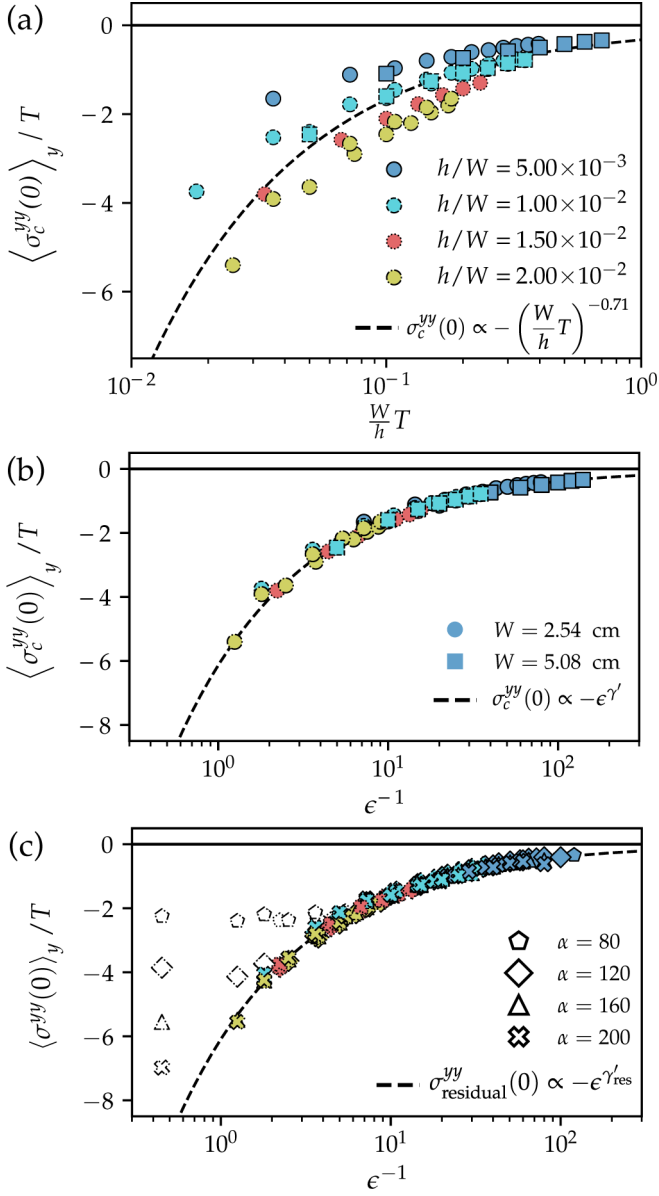 (a)
⟨σ_c^{yy}(0)⟩_y / T
0
−2
−4
−6
h/W = 5.00×10^{−3}
h/W = 1.00×10^{−2}
h/W = 1.50×10^{−2}
h/W = 2.00×10^{−2}
σ_c^{yy}(0) ∝ −(W/h T)^{−0.71}
10^{−2} 10^{−1} 10^{0}
W/h T
(b)
⟨σ_c^{yy}(0)⟩_y / T
0
−2
−4
−6
−8
W = 2.54 cm
W = 5.08 cm
σ_c^{yy}(0) ∝ −ϵ^{γ′}
10^{0} 10^{1} 10^{2}
ϵ^{−1}
(c)
⟨σ^{yy}(0)⟩_y / T
0
−2
−4
−6
−8
α = 80
α = 120
α = 160
α = 200
σ_{residual}^{yy}(0) ∝ −ϵ^{γ′_{res}}
10^{0} 10^{1} 10^{2}
ϵ^{−1}